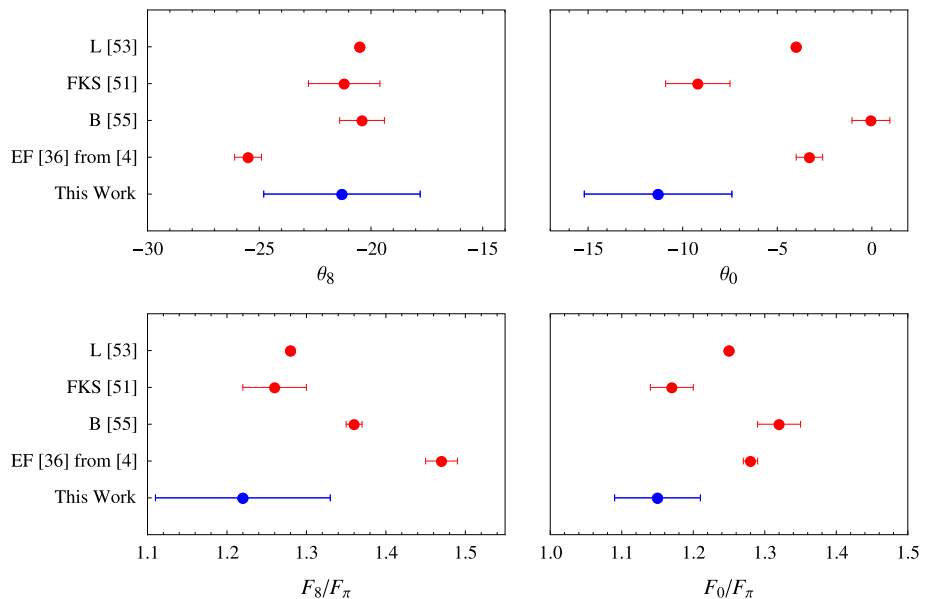 L [53]
FKS [51]
B [55]
EF [36] from [4]
This Work
−30 −25 −20 −15
θ8
−15 −10 −5 0
θ0
L [53]
FKS [51]
B [55]
EF [36] from [4]
This Work
1.1 1.2 1.3 1.4 1.5
F8/Fπ
1.0 1.1 1.2 1.3 1.4 1.5
F0/Fπ